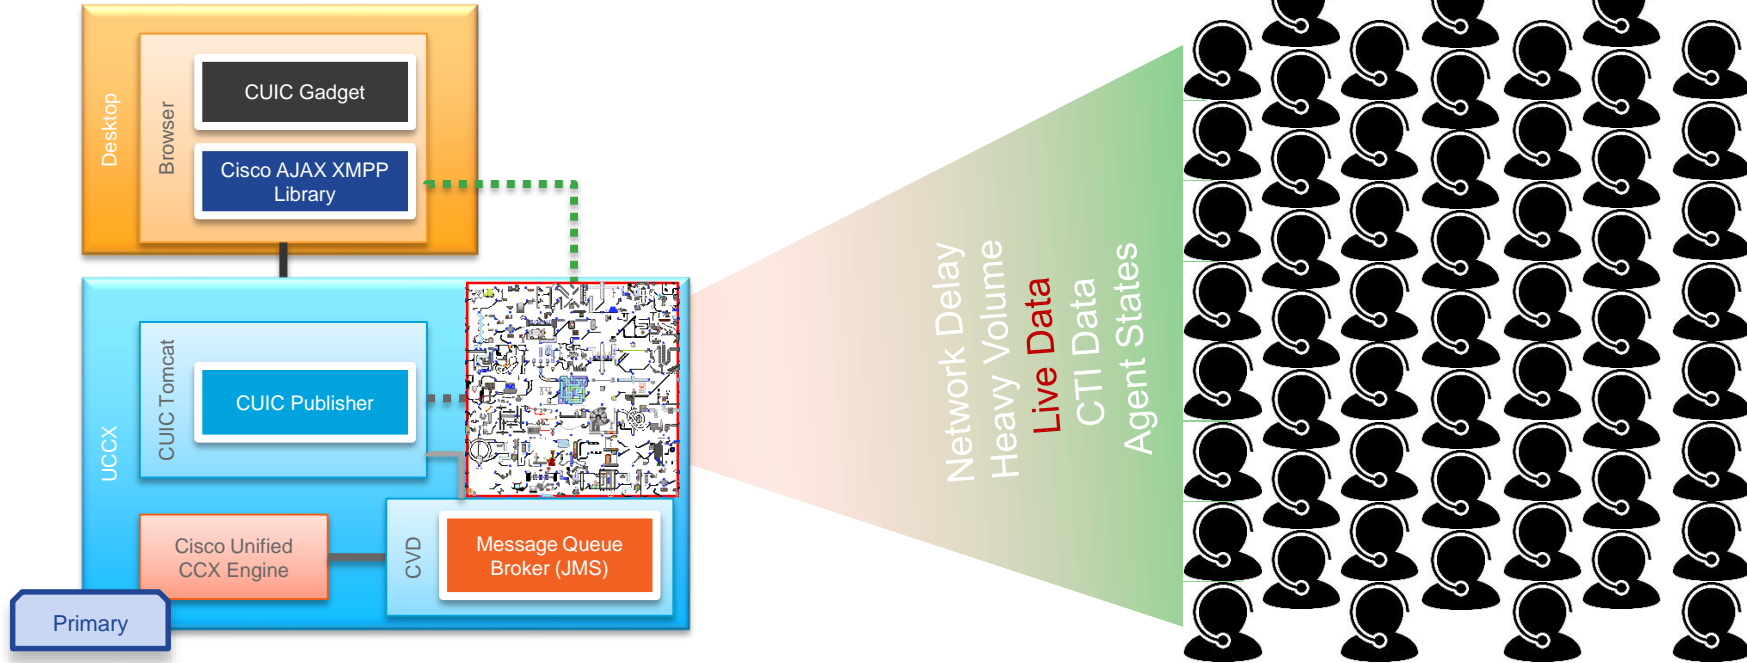 Desktop
Browser
CUIC Gadget
Cisco AJAX XMPP
Library
UCCX
CUIC Tomcat
CUIC Publisher
Cisco Unified
CCX Engine
CVD
Message Queue
Broker (JMS)
Primary
Network Delay
Heavy Volume
Live Data
CTI Data
Agent States